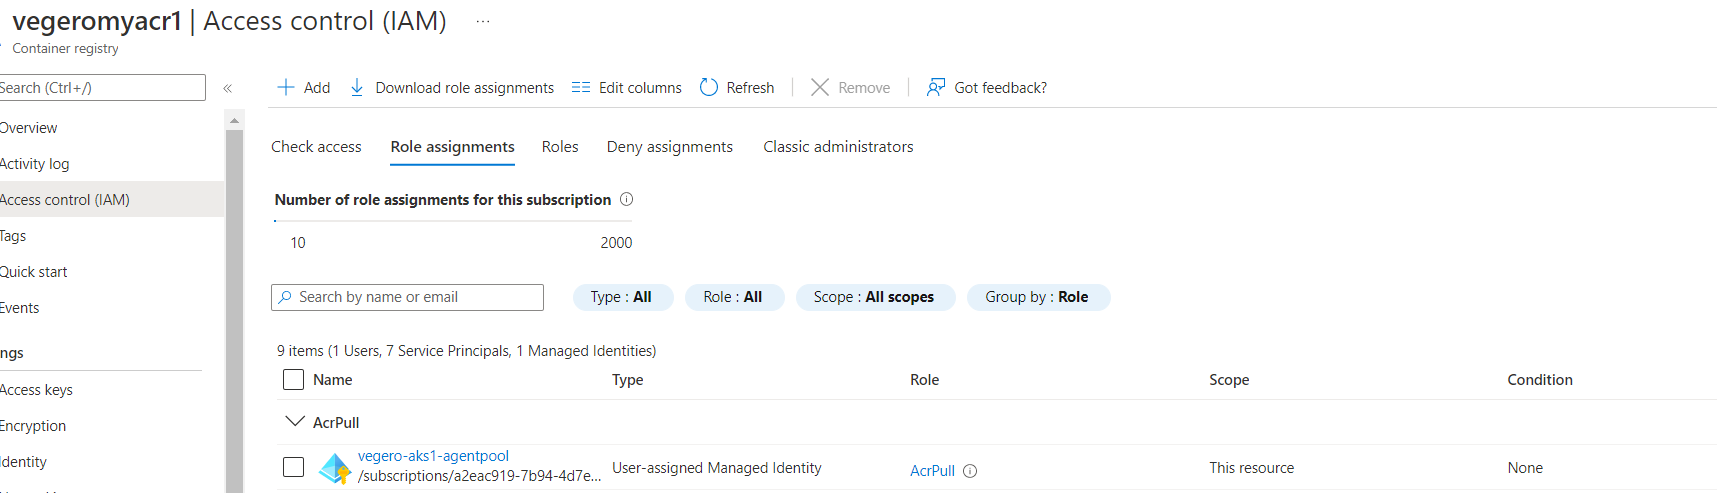 vegeromyacr1 | Access control (IAM) ...
Container registry
Search (Ctrl+/) «
Add Download role assignments Edit columns Refresh Remove Got feedback?
Overview
Activity log
Access control (IAM)
Tags
Quick start
Events
ngs
Access keys
Encryption
Identity
Check access Role assignments Roles Deny assignments Classic administrators
Number of role assignments for this subscription
10 2000
Search by name or email Type : All Role : All Scope : All scopes Group by : Role
9 items (1 Users, 7 Service Principals, 1 Managed Identities)
Name Type Role Scope Condition
AcrPull
vegero-aks1-agentpool
/subscriptions/a2eac919-7b94-4d7e... User-assigned Managed Identity AcrPull This resource None